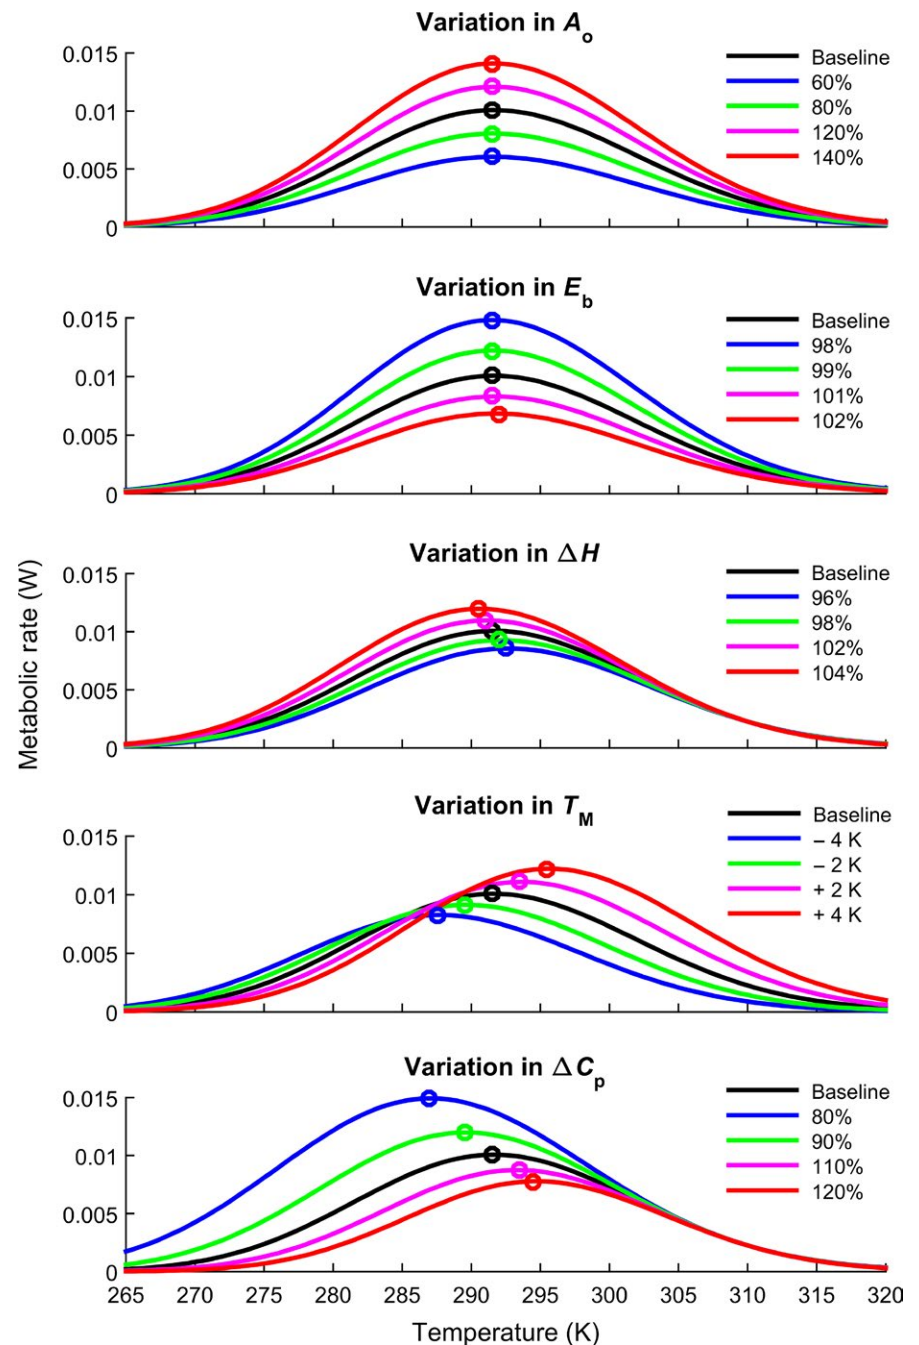 Variation in Aₒ
0.015
0.01
0.005
0
Baseline
60%
80%
120%
140%
Variation in E_b
0.015
0.01
0.005
0
Baseline
98%
99%
101%
102%
Variation in ΔH
0.015
0.01
0.005
0
Baseline
96%
98%
102%
104%
Metabolic rate (W)
Variation in T_M
0.015
0.01
0.005
0
Baseline
– 4 K
– 2 K
+ 2 K
+ 4 K
Variation in ΔC_p
0.015
0.01
0.005
0
Baseline
80%
90%
110%
120%
265 270 275 280 285 290 295 300 305 310 315 320
Temperature (K)